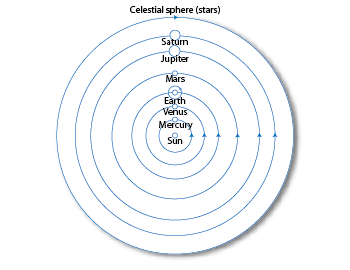 Celestial sphere (stars)
Saturn
Jupiter
Mars
Earth
Venus
Mercury
Sun